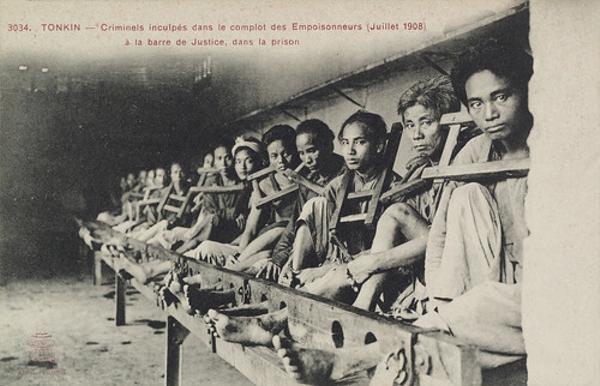 3034. TONKIN — Criminels inculpés dans le complot des Empoisonneurs (Juillet 1908)
à la barre de Justice, dans la prison